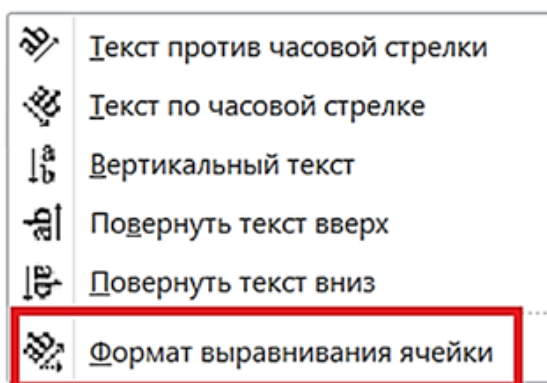 Текст против часовой стрелки
Текст по часовой стрелке
Вертикальный текст
Повернуть текст вверх
Повернуть текст вниз
Формат выравнивания ячейки